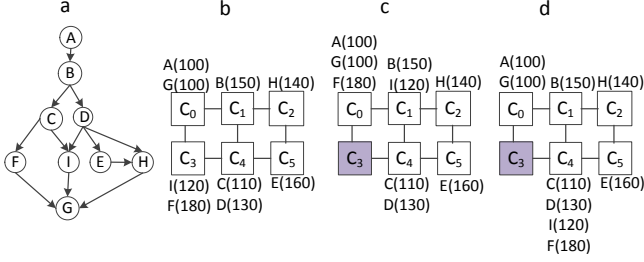 a
A
B
C
D
F
I
E
H
G
b
A(100)
G(100)
B(150)
H(140)
C0
C1
C2
C3
C4
C5
I(120)
F(180)
C(110)
D(130)
E(160)
c
A(100)
G(100)
F(180)
B(150)
I(120)
H(140)
C0
C1
C2
C3
C4
C5
C(110)
D(130)
E(160)
d
A(100)
G(100)
B(150)
H(140)
C0
C1
C2
C3
C4
C5
C(110)
D(130)
I(120)
F(180)
E(160)